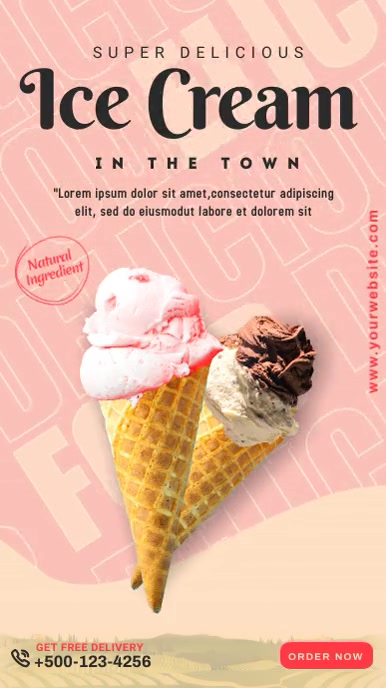 SUPER DELICIOUS
Ice Cream
IN THE TOWN
"Lorem ipsum dolor sit amet,consectetur adipiscing
elit, sed do eiusmodut labore et dolorem sit
Natural
Ingredient
www.yourwebsite.com
GET FREE DELIVERY
+500-123-4256
ORDER NOW